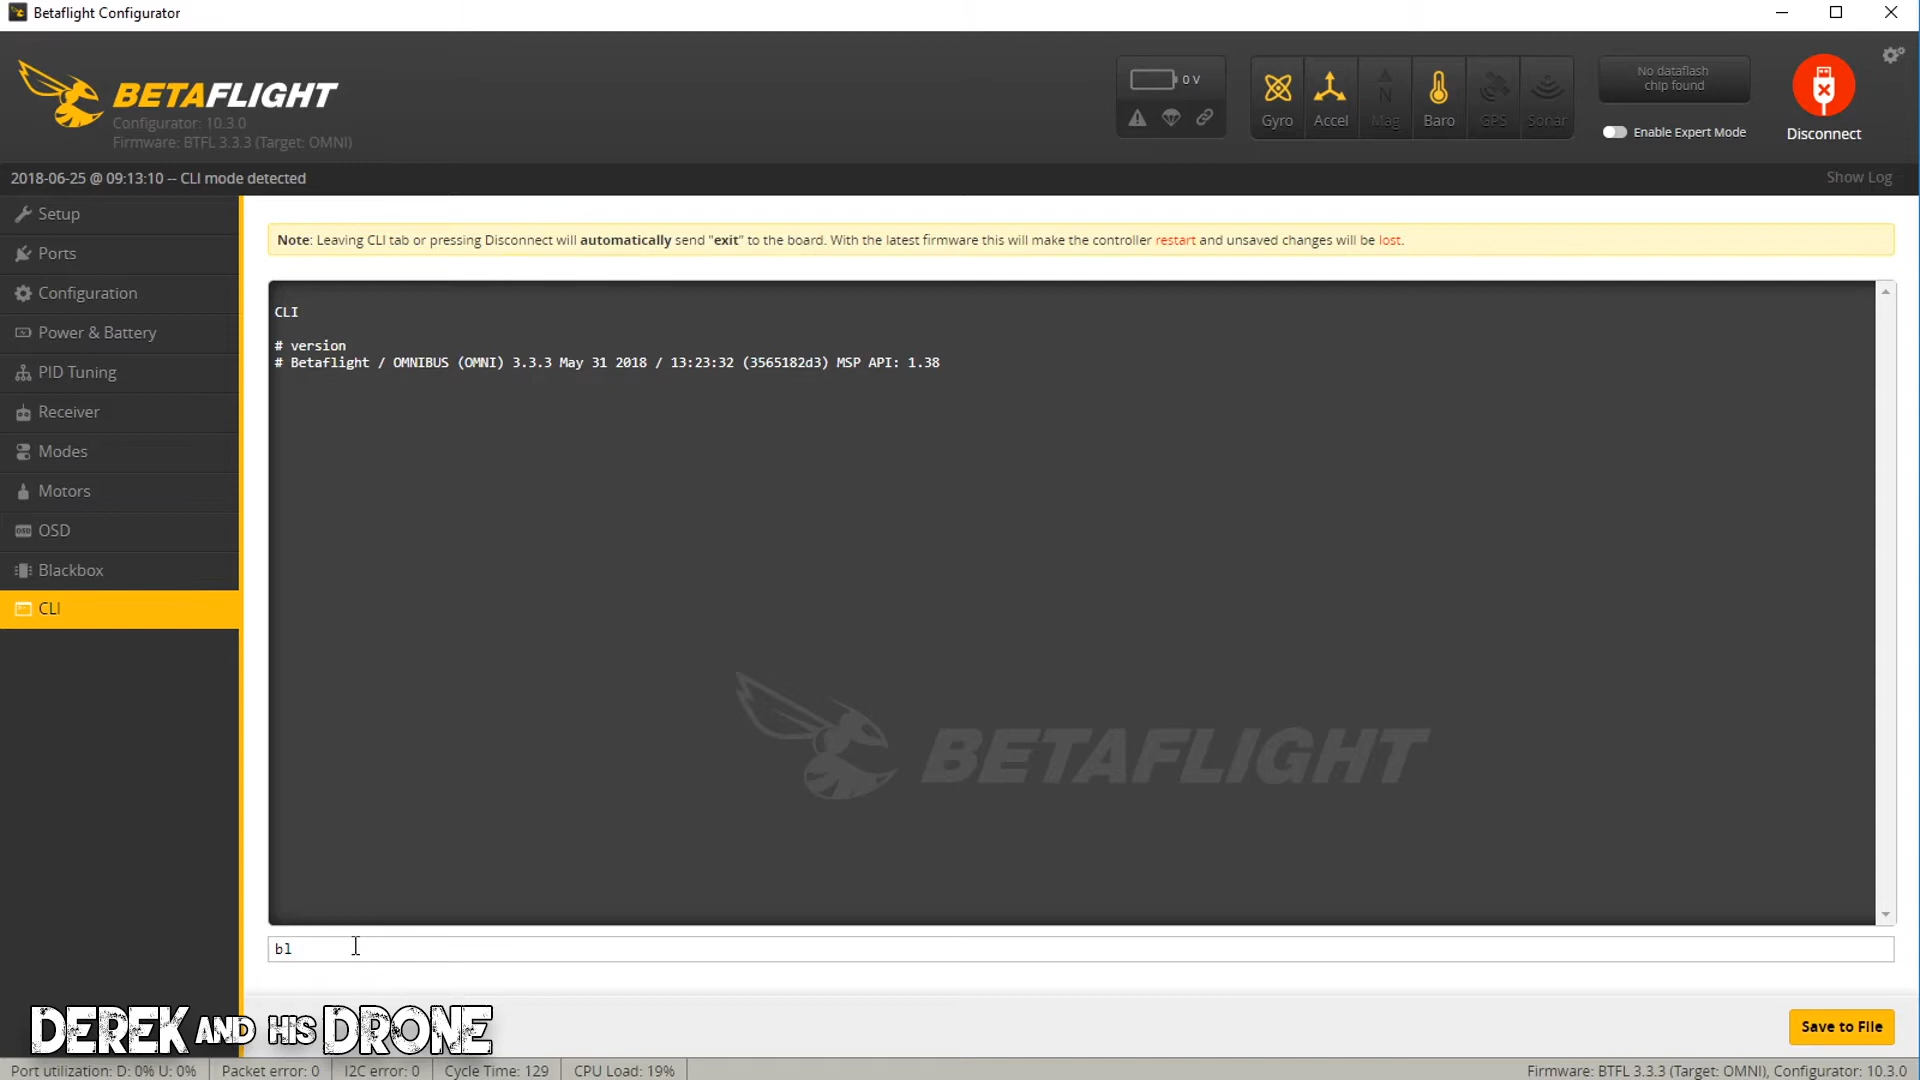 Betaflight Configurator
BETAFLIGHT
Configurator: 10.3.0
Firmware: BTFL 3.3.3 (Target: OMNI)
0 V
Gyro
Accel
Mag
Baro
GPS
Sonar
No dataflash
chip found
Enable Expert Mode
Disconnect
2018-06-25 @ 09:13:10 -- CLI mode detected
Show Log
Setup
Ports
Configuration
Power & Battery
PID Tuning
Receiver
Modes
Motors
OSD
Blackbox
CLI
Note: Leaving CLI tab or pressing Disconnect will automatically send "exit" to the board. With the latest firmware this will make the controller restart and unsaved changes will be lost.
CLI
# version
# Betaflight / OMNIBUS (OMNI) 3.3.3 May 31 2018 / 13:23:32 (3565182d3) MSP API: 1.38
BETAFLIGHT
bl
DEREK AND HIS DRONE
Save to File
Port utilization: D: 0% U: 0%
Packet error: 0
I2C error: 0
Cycle Time: 129
CPU Load: 19%
Firmware: BTFL 3.3.3 (Target: OMNI), Configurator: 10.3.0